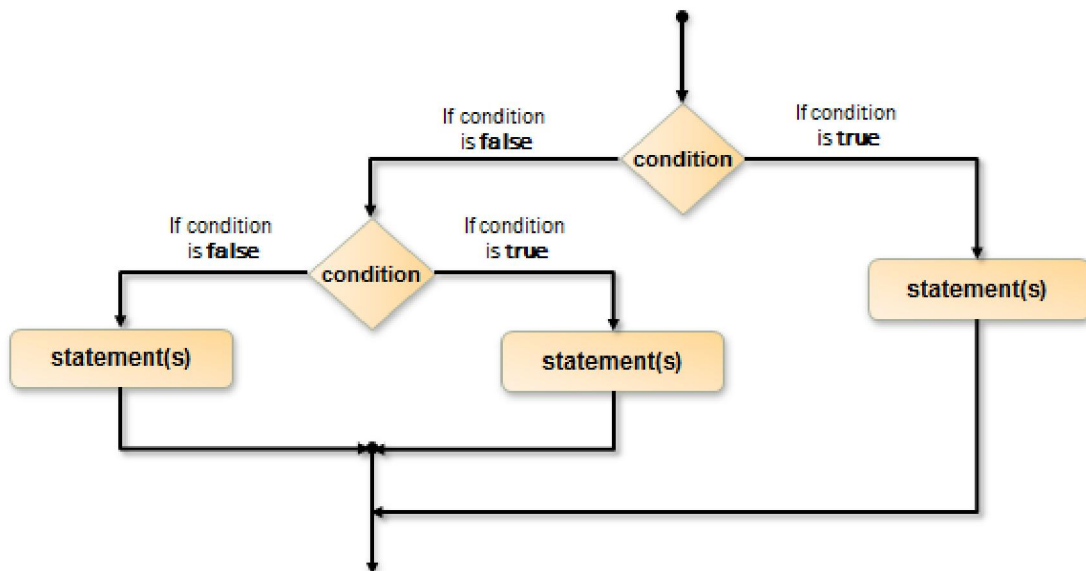 If condition
is false
If condition
is true
condition
If condition
is false
If condition
is true
condition
statement(s)
statement(s)
statement(s)